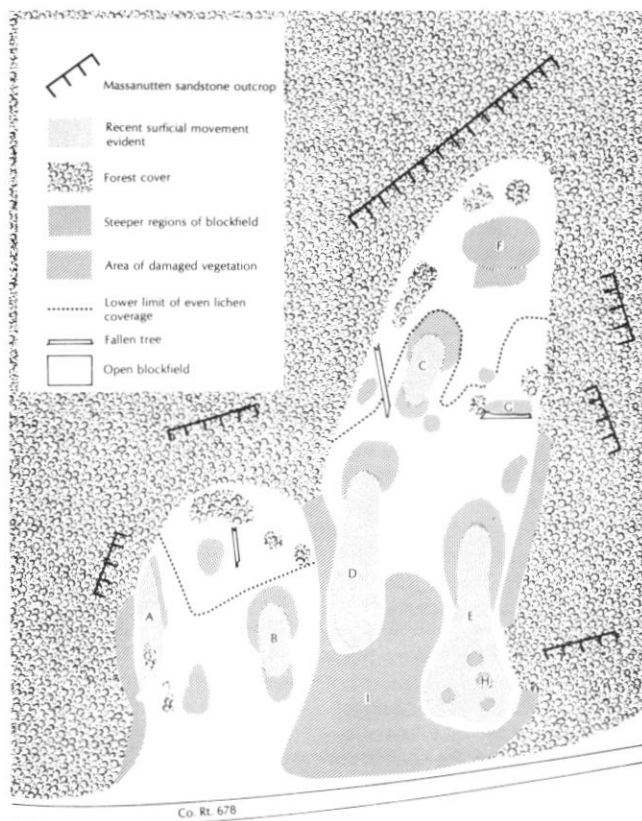 Massanutten sandstone outcrop
Recent surficial movement
evident
Forest cover
Steeper regions of blockfield
Area of damaged vegetation
Lower limit of even lichen
coverage
Fallen tree
Open blockfield
F
C
G
D
E
A
B
H
I
Co. Rt. 678